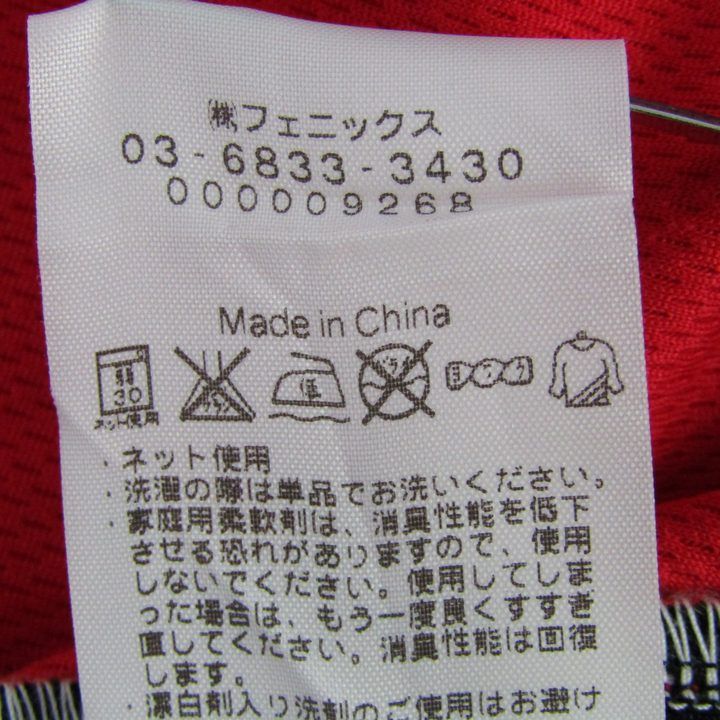 ㈱フェニックス
03-6833-3430
000009268
Made in China
弱 30 エンソ サラシ 低 ドライ
ネット使用
・ネット使用
・洗濯の際は単品でお洗いください。
・家庭用柔軟剤は、消臭性能を低下
させる恐れがありますので、使用
しないでください。使用してしま
った場合は、もう一度良くすすぎ
直してください。消臭性能は回復
します。
・漂白剤入り洗剤のご使用はお避け